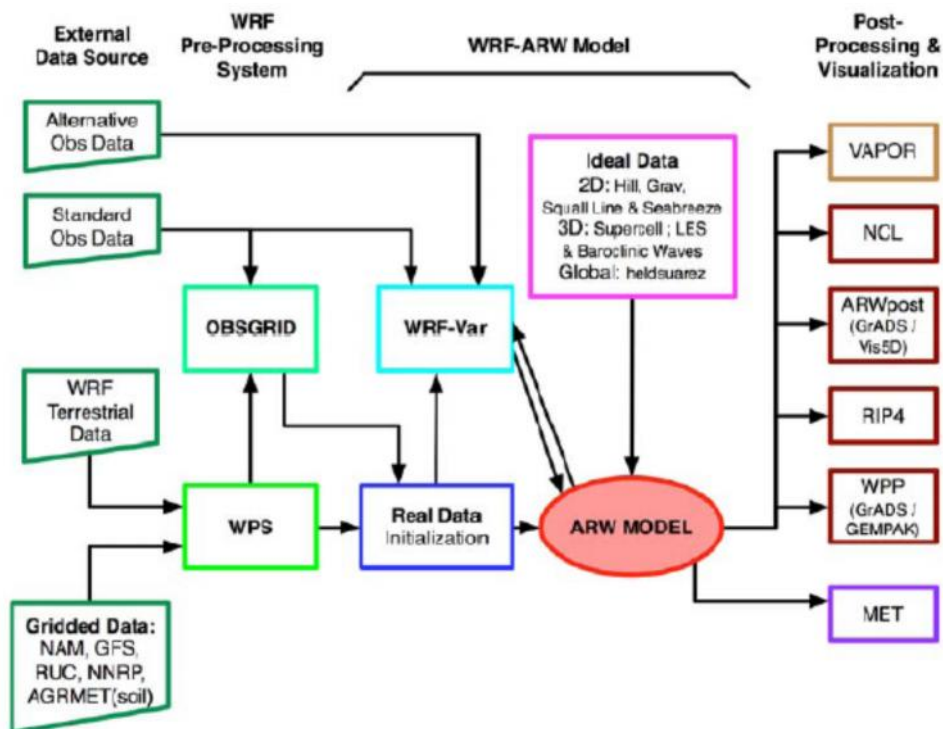 External
Data Source
WRF
Pre-Processing
System
WRF-ARW Model
Post-
Processing &
Visualization
Alternative
Obs Data
Standard
Obs Data
WRF
Terrestrial
Data
Gridded Data:
NAM, GFS,
RUC, NNRP,
AGRMET(soil)
OBSGRID
WPS
WRF-Var
Real Data
Initialization
Ideal Data
2D: Hill, Grav,
Squall Line & Seabreeze
3D: Supercell ; LES
& Baroclinic Waves
Global: heldsuarez
ARW MODEL
VAPOR
NCL
ARWpost
(GrADS /
Vis5D)
RIP4
WPP
(GrADS /
GEMPAK)
MET